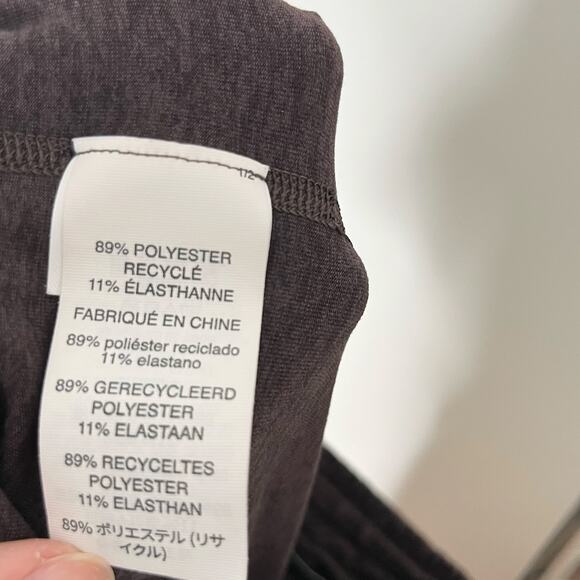 1/2
89% POLYESTER
RECYCLÉ
11% ÉLASTHANNE
FABRIQUÉ EN CHINE
89% poliéster reciclado
11% elastano
89% GERECYCLEERD
POLYESTER
11% ELASTAAN
89% RECYCELTES
POLYESTER
11% ELASTHAN
89% ポリエステル (リサ
イクル)